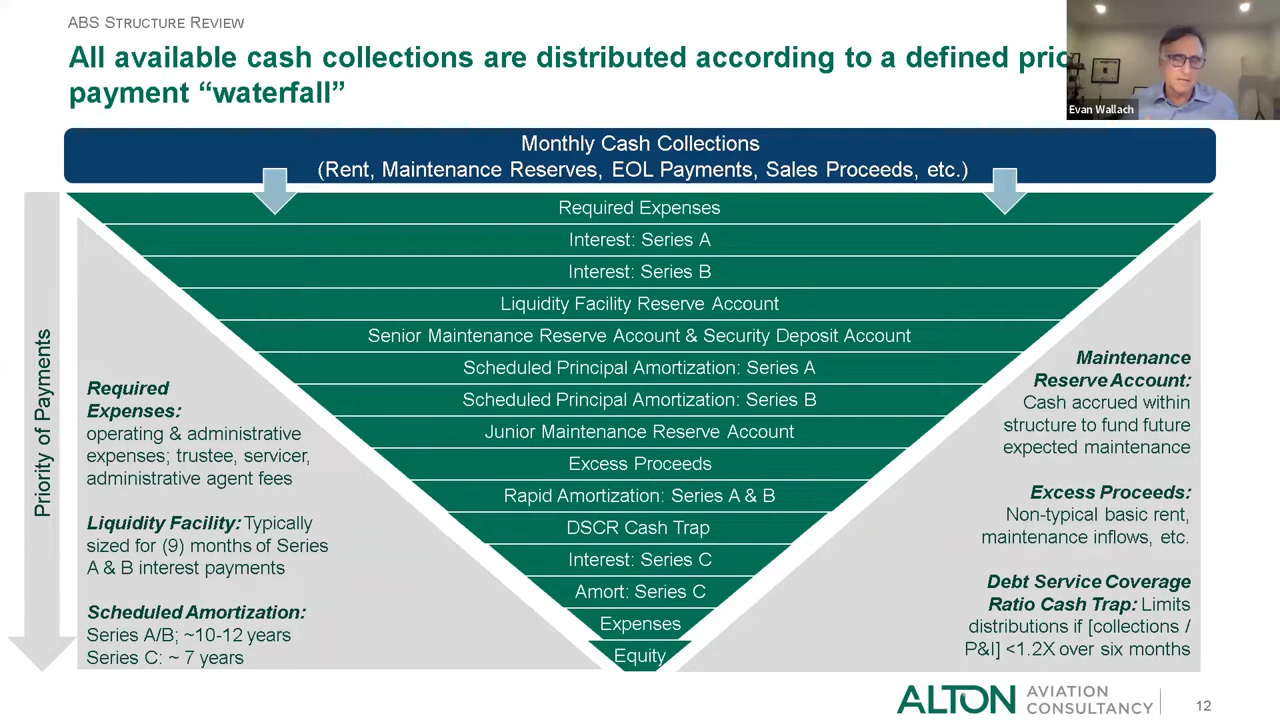 ABS STRUCTURE REVIEW
All available cash collections are distributed according to a defined
payment “waterfall”
Evan Wallach
Monthly Cash Collections
(Rent, Maintenance Reserves, EOL Payments, Sales Proceeds, etc.)
Priority of Payments
Required Expenses
Interest: Series A
Interest: Series B
Liquidity Facility Reserve Account
Senior Maintenance Reserve Account & Security Deposit Account
Scheduled Principal Amortization: Series A
Scheduled Principal Amortization: Series B
Junior Maintenance Reserve Account
Excess Proceeds
Rapid Amortization: Series A & B
DSCR Cash Trap
Interest: Series C
Amort: Series C
Expenses
Equity
Required
Expenses:
operating & administrative
expenses; trustee, servicer,
administrative agent fees
Liquidity Facility: Typically
sized for (9) months of Series
A & B interest payments
Scheduled Amortization:
Series A/B; ~10-12 years
Series C: ~ 7 years
Maintenance
Reserve Account:
Cash accrued within
structure to fund future
expected maintenance
Excess Proceeds:
Non-typical basic rent,
maintenance inflows, etc.
Debt Service Coverage
Ratio Cash Trap: Limits
distributions if [collections /
P&I] <1.2X over six months
ALTON AVIATION
CONSULTANCY
12